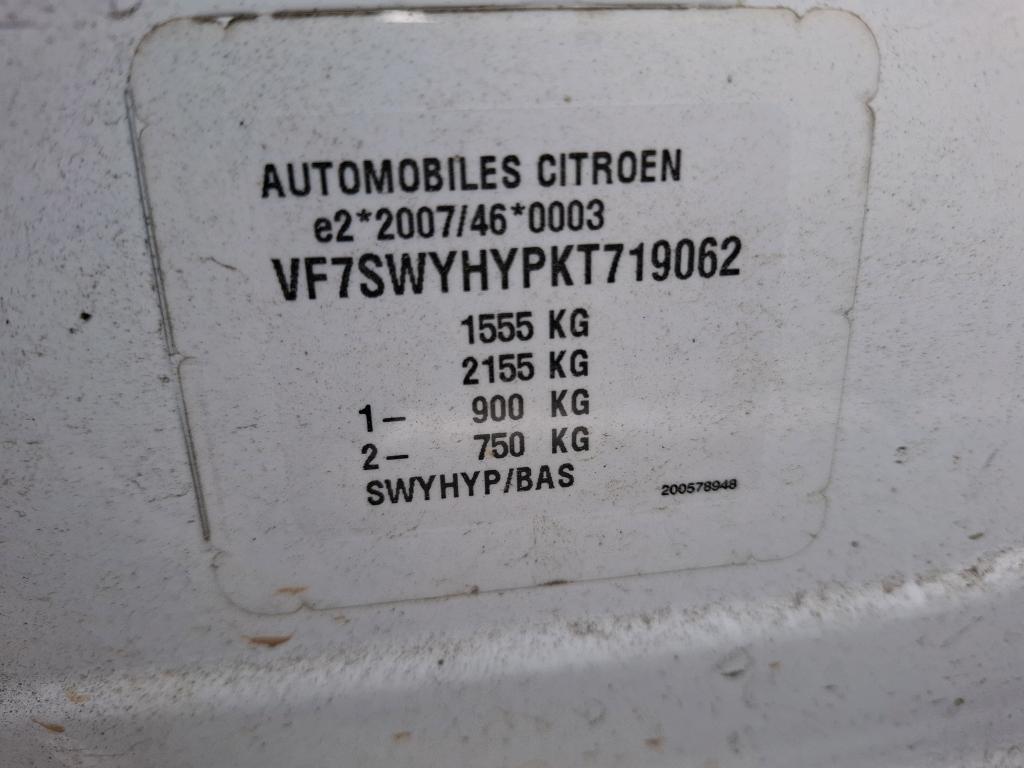 AUTOMOBILES CITROEN
e2*2007/46*0003
VF7SWYHYPKT719062
1555 KG
2155 KG
1– 900 KG
2– 750 KG
SWYHYP/BAS 200578948